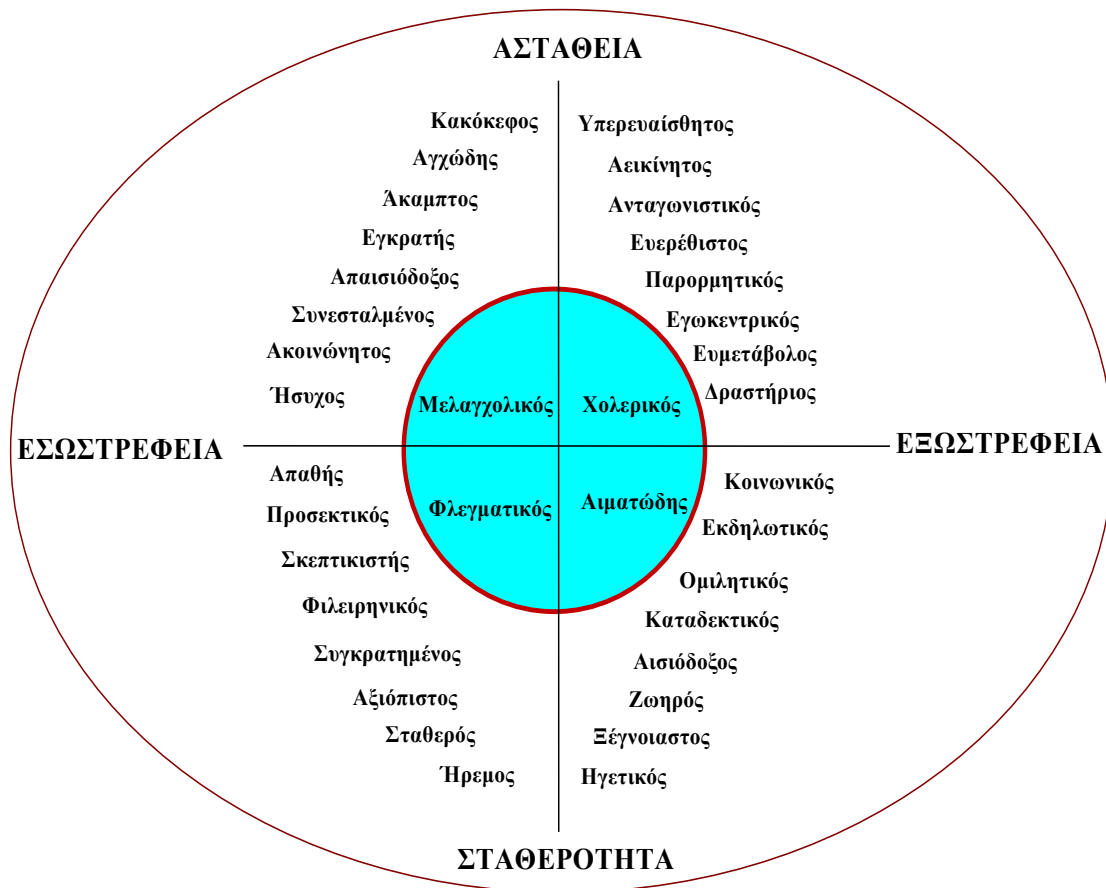 ΑΣΤΑΘΕΙΑ
Κακόκεφος
Αγχώδης
Άκαμπτος
Εγκρατής
Απαισιόδοξος
Συνεσταλμένος
Ακοινώνητος
Ήσυχος
Υπερευαίσθητος
Αεικίνητος
Ανταγωνιστικός
Ευερέθιστος
Παρορμητικός
Εγωκεντρικός
Ευμετάβολος
Δραστήριος
Μελαγχολικός
Χολερικός
ΕΣΩΣΤΡΕΦΕΙΑ
ΕΞΩΣΤΡΕΦΕΙΑ
Φλεγματικός
Αιματώδης
Απαθής
Προσεκτικός
Σκεπτικιστής
Φιλειρηνικός
Συγκρατημένος
Αξιόπιστος
Σταθερός
Ήρεμος
Κοινωνικός
Εκδηλωτικός
Ομιλητικός
Καταδεκτικός
Αισιόδοξος
Ζωηρός
Ξέγνοιαστος
Ηγετικός
ΣΤΑΘΕΡΟΤΗΤΑ